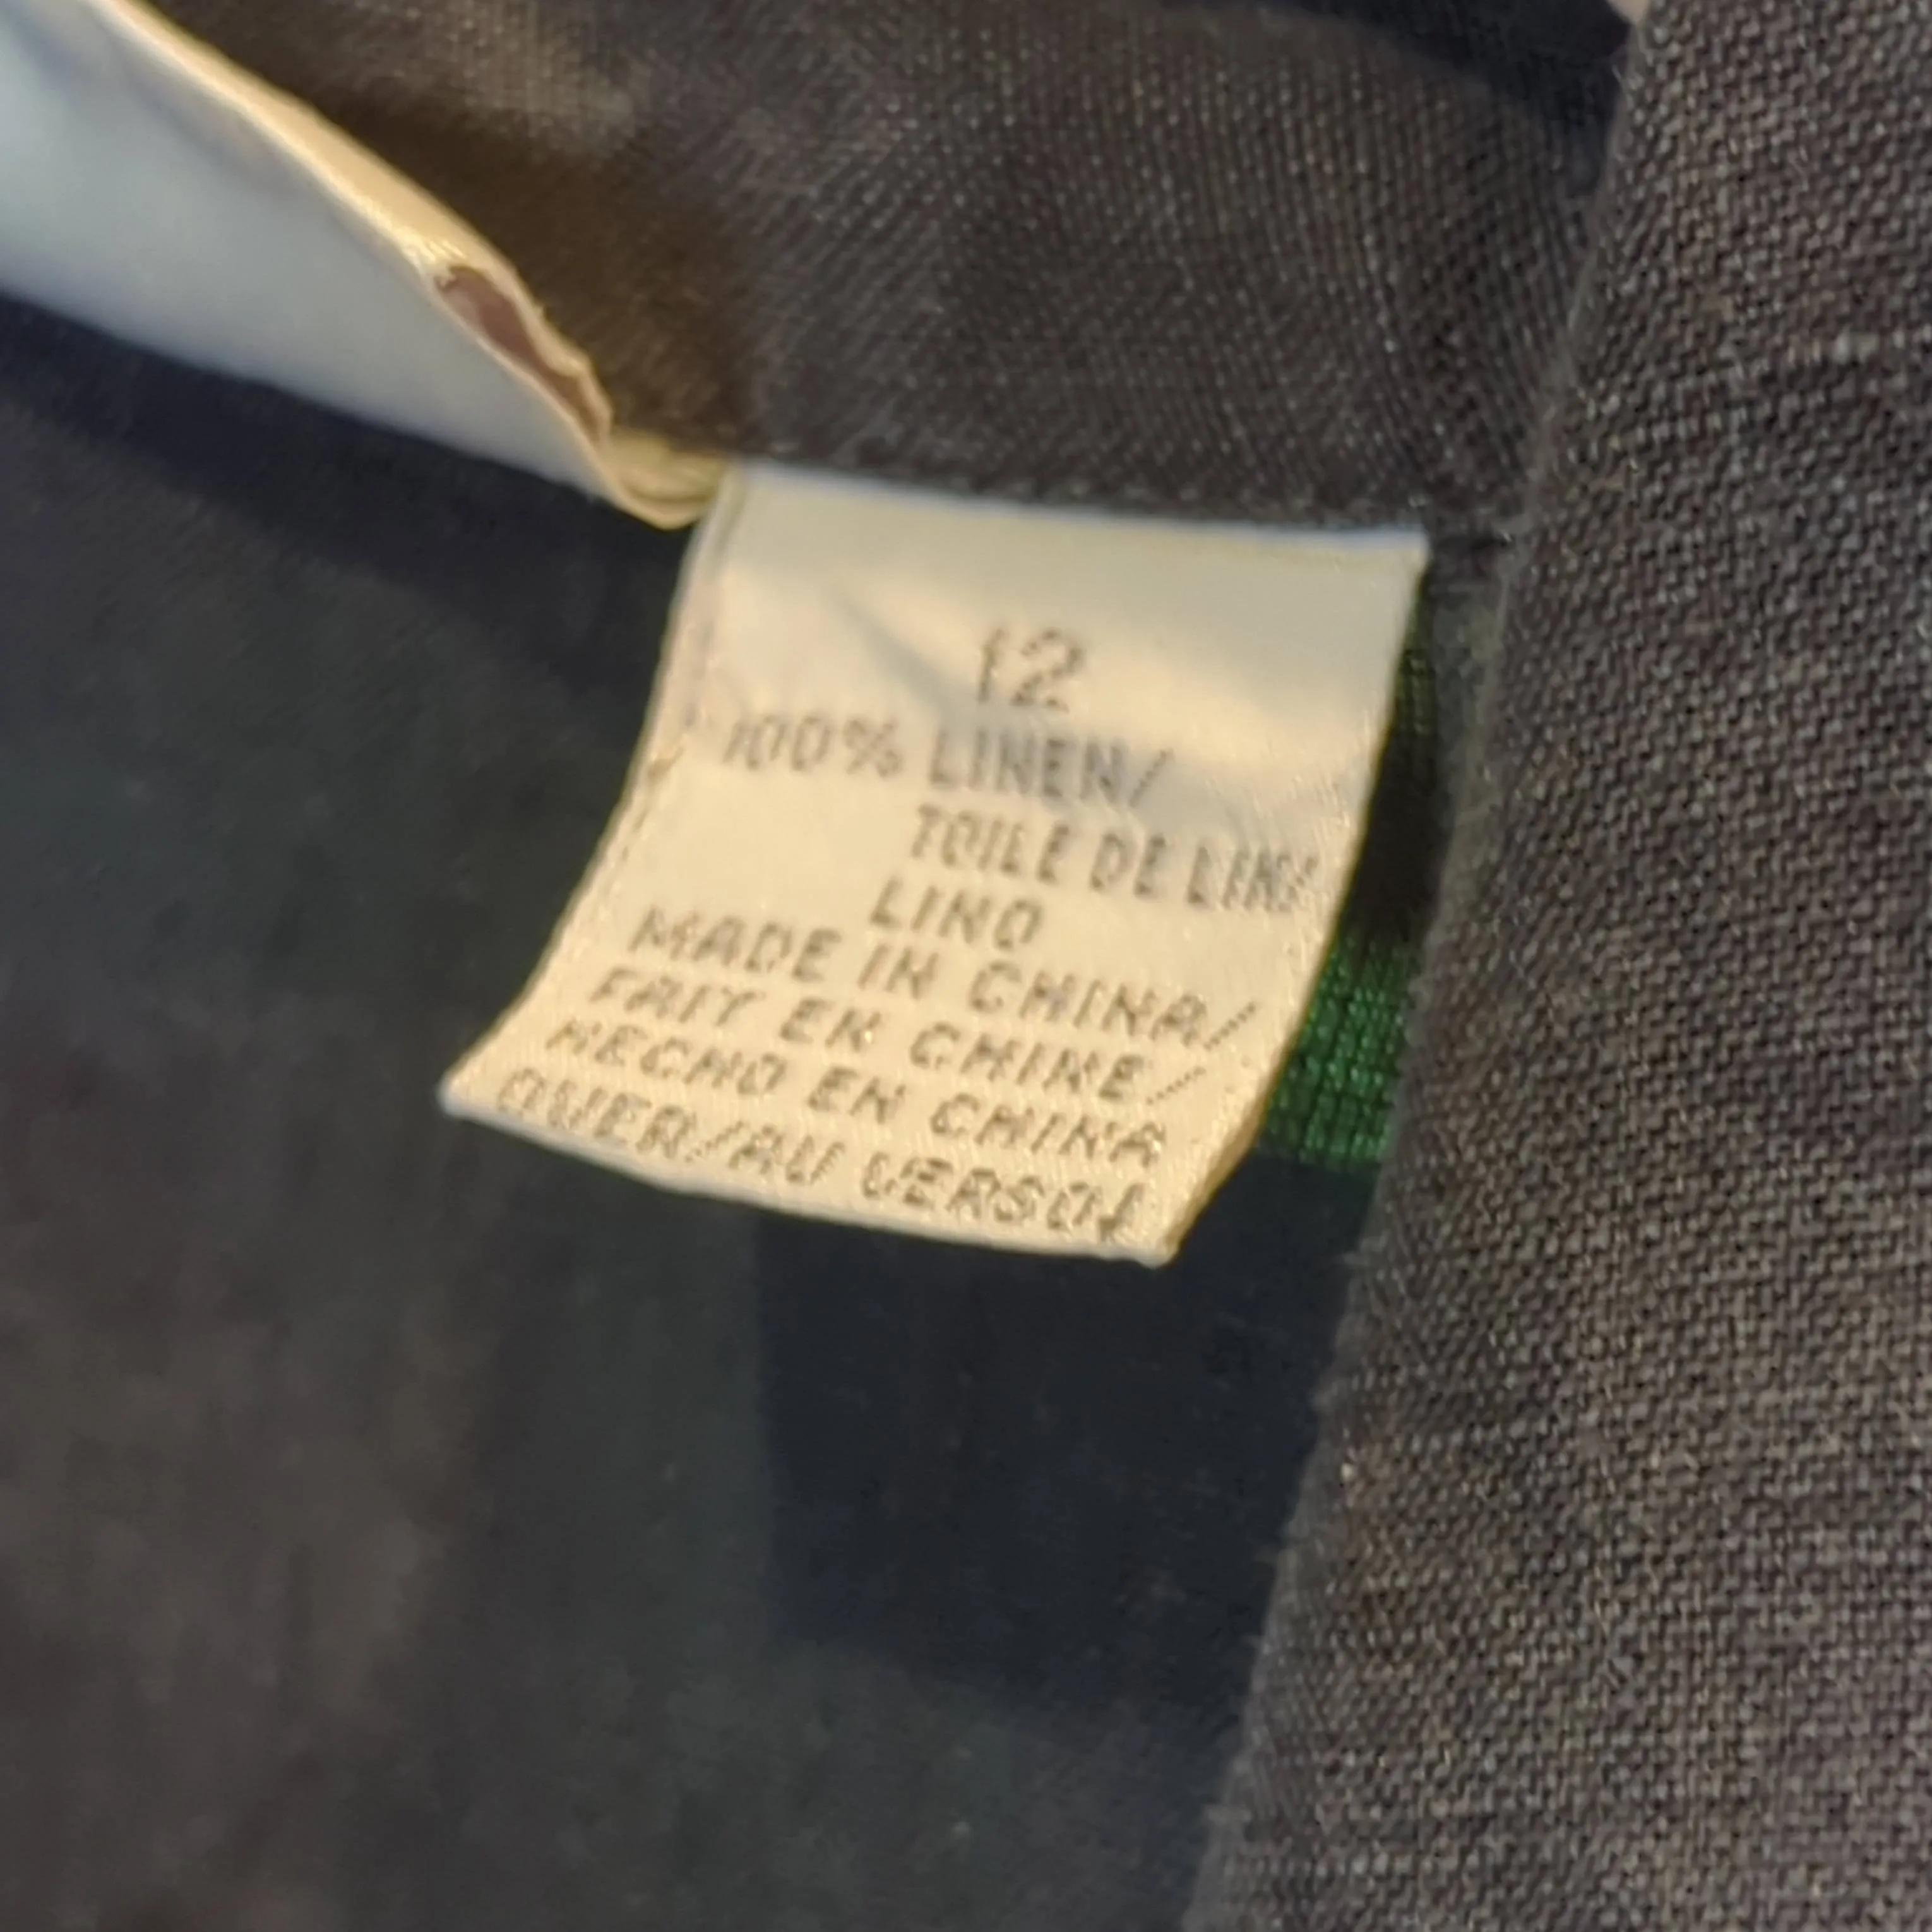 12
100% LINEN/
TOILE DE LIN/
LINO
MADE IN CHINA/
FAIT EN CHINE/
HECHO EN CHINA
OVER/AU VERSO/